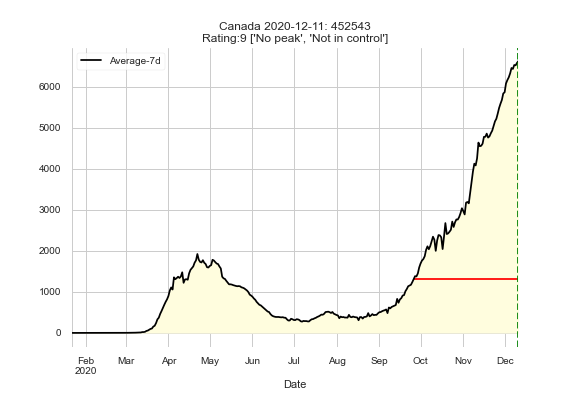 Canada 2020-12-11: 452543
Rating:9 ['No peak', 'Not in control']
Average-7d
6000
5000
4000
3000
2000
1000
0
Feb Mar Apr May Jun Jul Aug Sep Oct Nov Dec
2020
Date